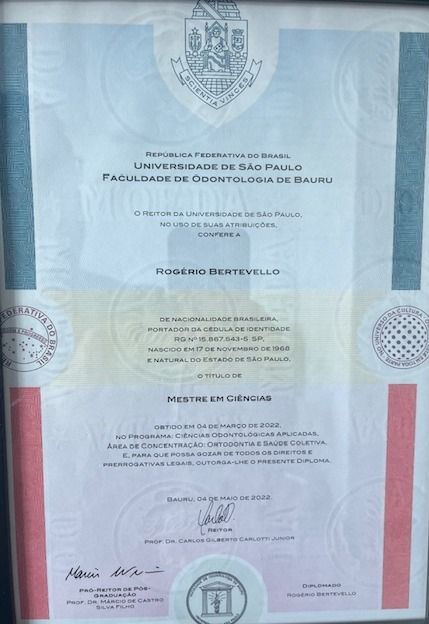 SCIENTIA VINCES
República Federativa do Brasil
Universidade de São Paulo
Faculdade de Odontologia de Bauru
O Reitor da Universidade de São Paulo,
no uso de suas atribuições,
confere a
Rogério Bertevello
de nacionalidade brasileira,
portador da cédula de identidade
RG nº 15.867.543-5 SP,
nascido em 17 de novembro de 1968
e natural do Estado de São Paulo,
o título de
Mestre em Ciências
obtido em 04 de março de 2022,
no Programa: Ciências Odontológicas Aplicadas,
Área de Concentração: Ortodontia e Saúde Coletiva.
E, para que possa gozar de todos os direitos e
prerrogativas legais, outorga-lhe o presente Diploma.
Bauru, 04 de maio de 2022.
Reitor
Prof. Dr. Carlos Gilberto Carlotti Junior
Pró-Reitor de Pós-
Graduação
Prof. Dr. Márcio de Castro
Silva Filho
Diplomado
Rogério Bertevello